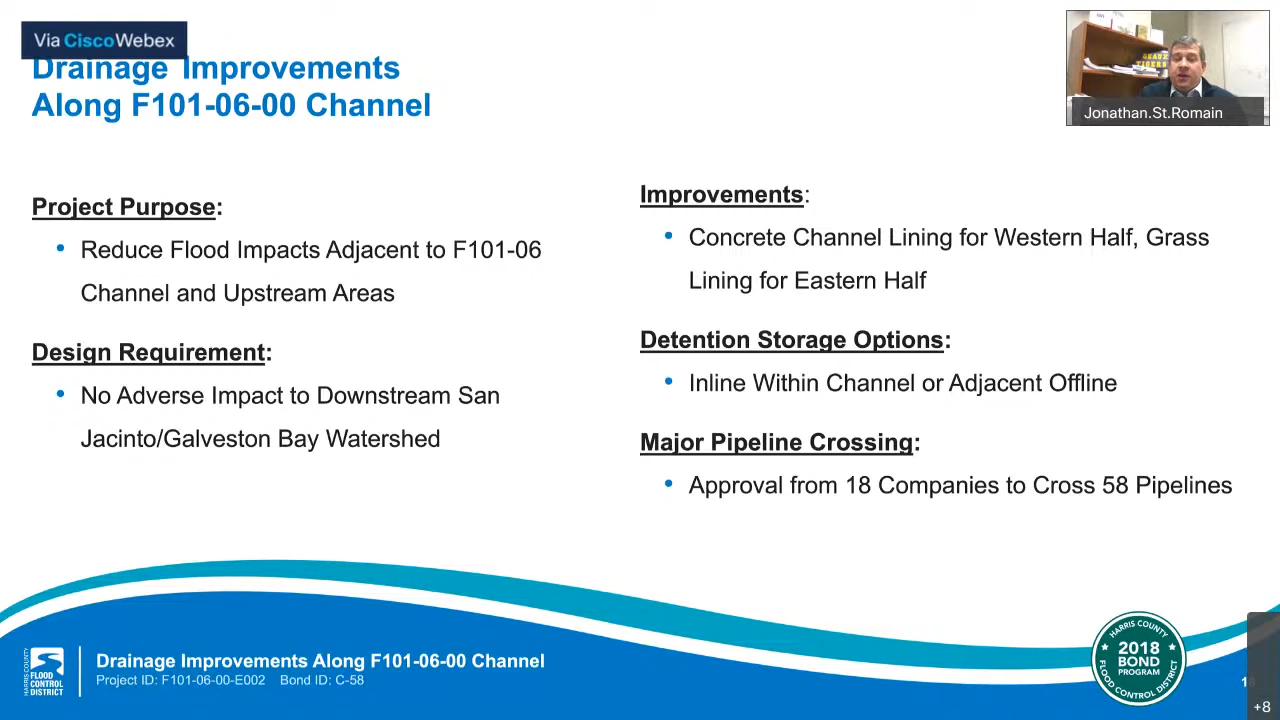 Via CiscoWebex
Drainage Improvements
Along F101-06-00 Channel
Jonathan.St.Romain
Project Purpose:
• Reduce Flood Impacts Adjacent to F101-06
Channel and Upstream Areas
Design Requirement:
• No Adverse Impact to Downstream San
Jacinto/Galveston Bay Watershed
Improvements:
• Concrete Channel Lining for Western Half, Grass
Lining for Eastern Half
Detention Storage Options:
• Inline Within Channel or Adjacent Offline
Major Pipeline Crossing:
• Approval from 18 Companies to Cross 58 Pipelines
HARRIS COUNTY
FLOOD
CONTROL
DISTRICT
Drainage Improvements Along F101-06-00 Channel
Project ID: F101-06-00-E002 Bond ID: C-58
HARRIS COUNTY
2018
BOND
PROGRAM
FLOOD CONTROL DISTRICT
+8